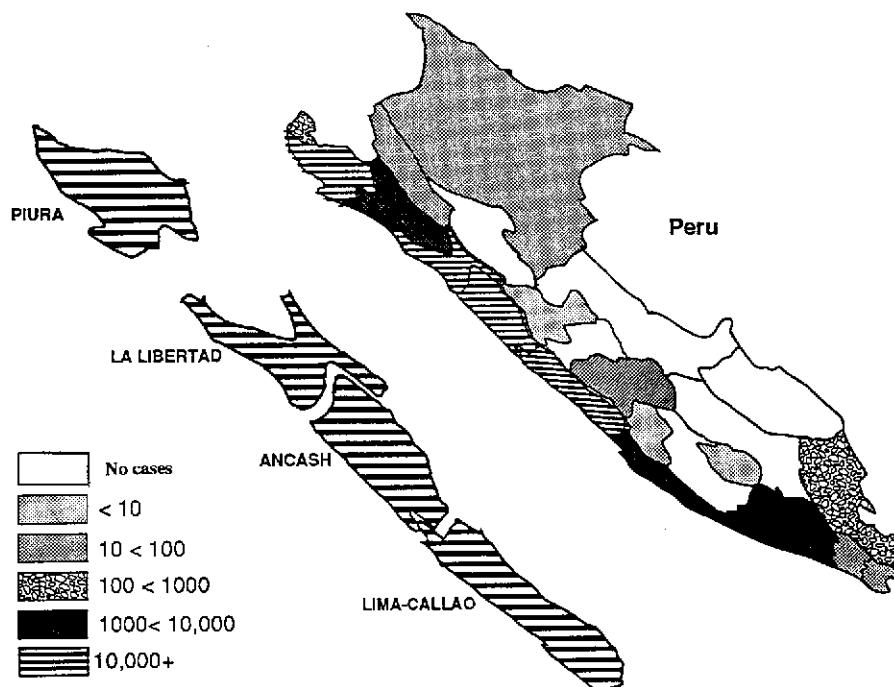 PIURA
Peru
LA LIBERTAD
ANCASH
LIMA-CALLAO
No cases
< 10
10 < 100
100 < 1000
1000< 10,000
10,000+